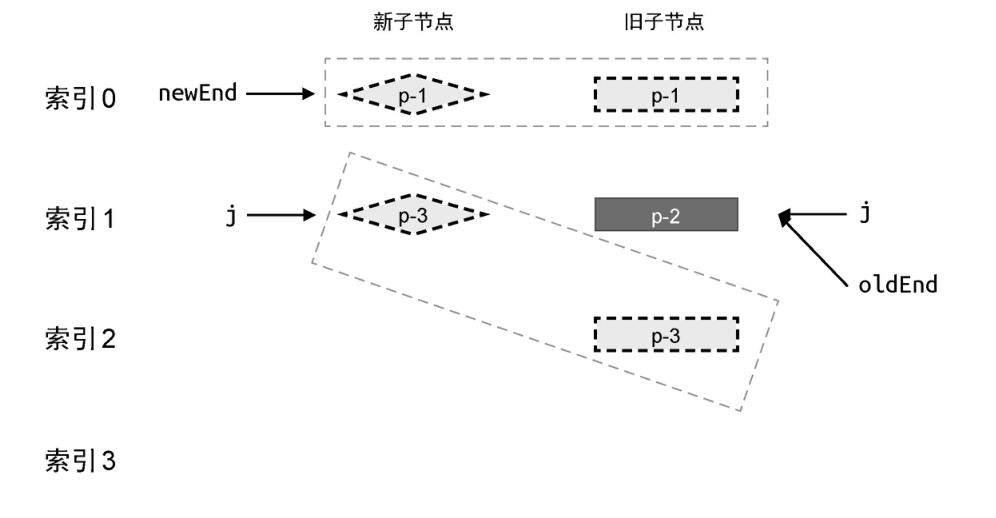 新子节点 旧子节点
索引0 newEnd p-1 p-1
索引1 j p-3 p-2 j
oldEnd
索引2 p-3
索引3